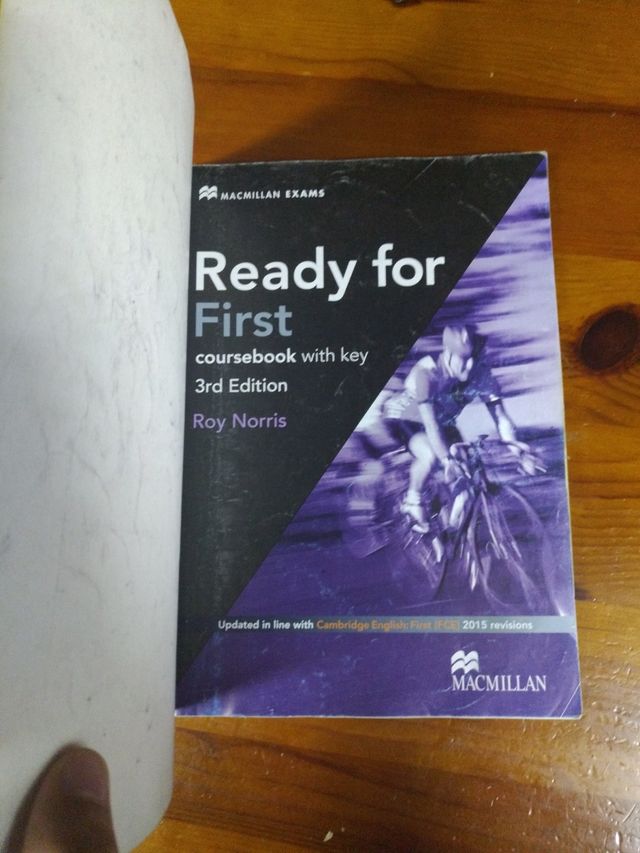 MACMILLAN EXAMS
Ready for
First
coursebook with key
3rd Edition
Roy Norris
Updated in line with Cambridge English: First (FCE) 2015 revisions
MACMILLAN